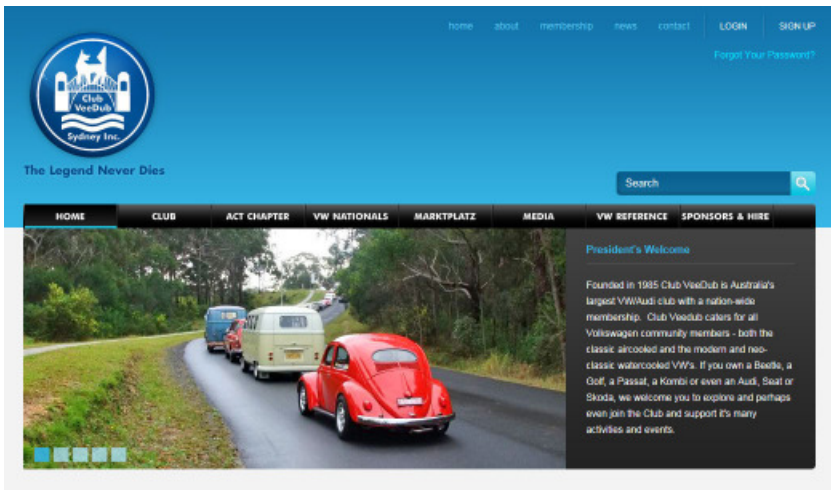 home about membership news contact LOGIN SIGN UP
Forgot Your Password?
Club
VeeDub
Sydney Inc.
The Legend Never Dies
Search
HOME CLUB ACT CHAPTER VW NATIONALS MARKTPLATZ MEDIA VW REFERENCE SPONSORS & HIRE
President's Welcome
Founded in 1985 Club VeeDub is Australia's
largest VW/Audi club with a nation-wide
membership. Club Veedub caters for all
Volkswagen community members - both the
classic aircooled and the modern and neo-
classic watercooled VW's. If you own a Beetle, a
Golf, a Passat, a Kombi or even an Audi, Seat or
Skoda, we welcome you to explore and perhaps
even join the Club and support it's many
activities and events.